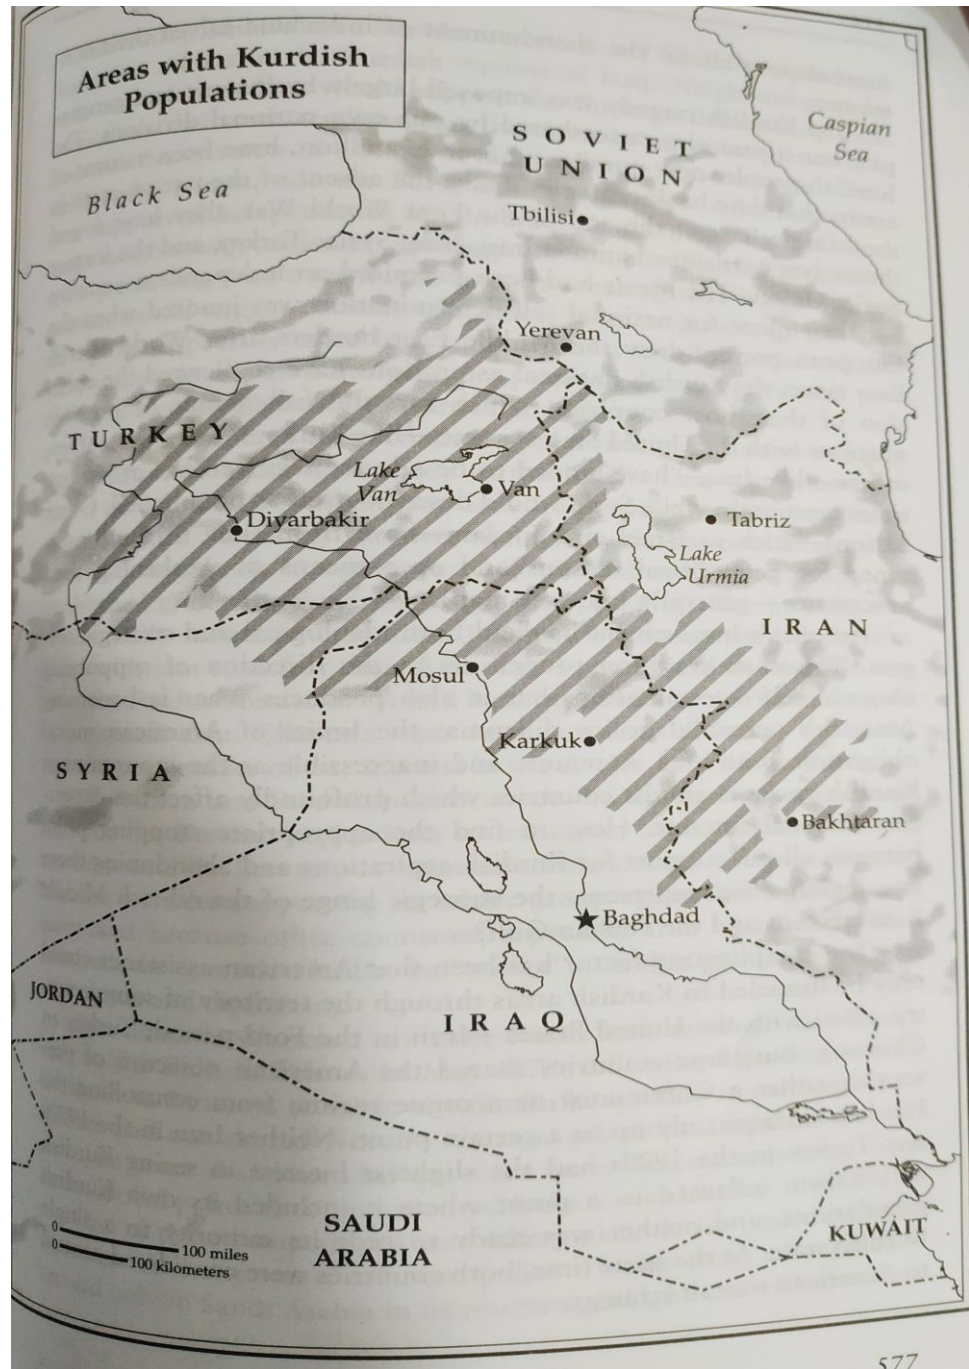 Areas with Kurdish
Populations
Black Sea
SOVIET
UNION
Caspian
Sea
Tbilisi
Yerevan
TURKEY
Lake
Van
Van
Diyarbakir
Tabriz
Lake
Urmia
IRAN
Mosul
Karkuk
SYRIA
Bakhtaran
Baghdad
JORDAN
IRAQ
SAUDI
ARABIA
KUWAIT
0
100 miles
0
100 kilometers
577